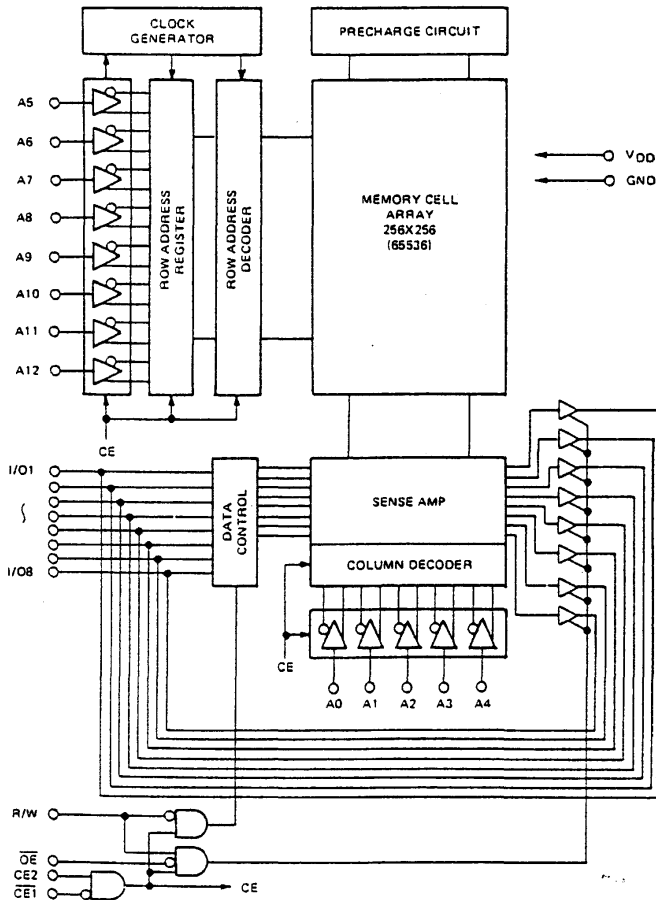 CLOCK
GENERATOR
PRECHARGE CIRCUIT
A5
A6
A7
A8
A9
A10
A11
A12
ROW ADDRESS
REGISTER
ROW ADDRESS
DECODER
MEMORY CELL
ARRAY
256X256
(65536)
VDD
GND
CE
I/O1
I/O8
DATA
CONTROL
SENSE AMP
COLUMN DECODER
CE
A0
A1
A2
A3
A4
R/W
OE
CE2
CE1
CE